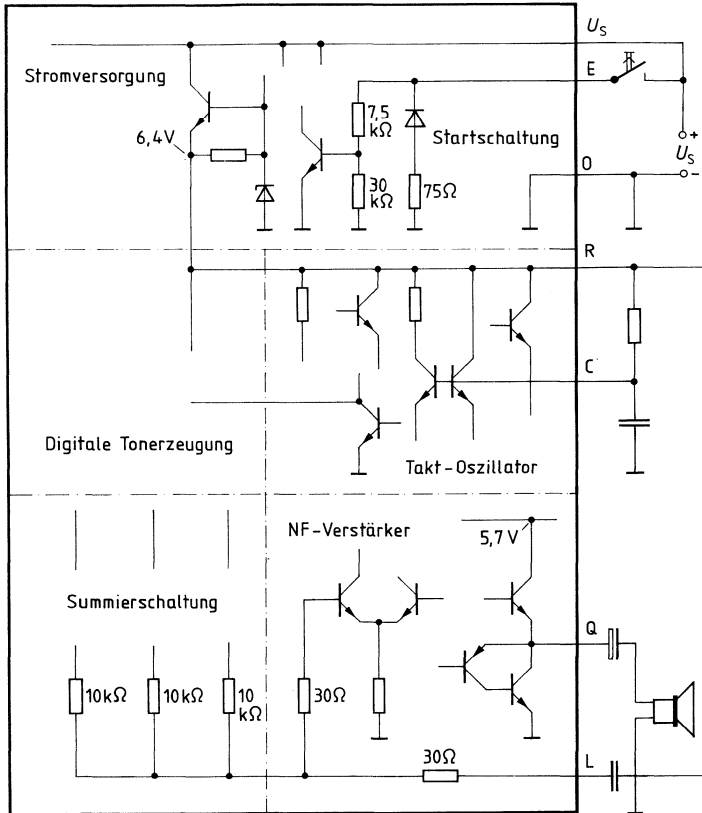 U_S
Stromversorgung
E
7,5
kΩ
6,4V
Startschaltung
+
U_S
-
O
30
kΩ
75Ω
R
C
Digitale Tonerzeugung
Takt-Oszillator
NF-Verstärker
5,7 V
Summierschaltung
Q
10kΩ
10kΩ
10
kΩ
30Ω
30Ω
L